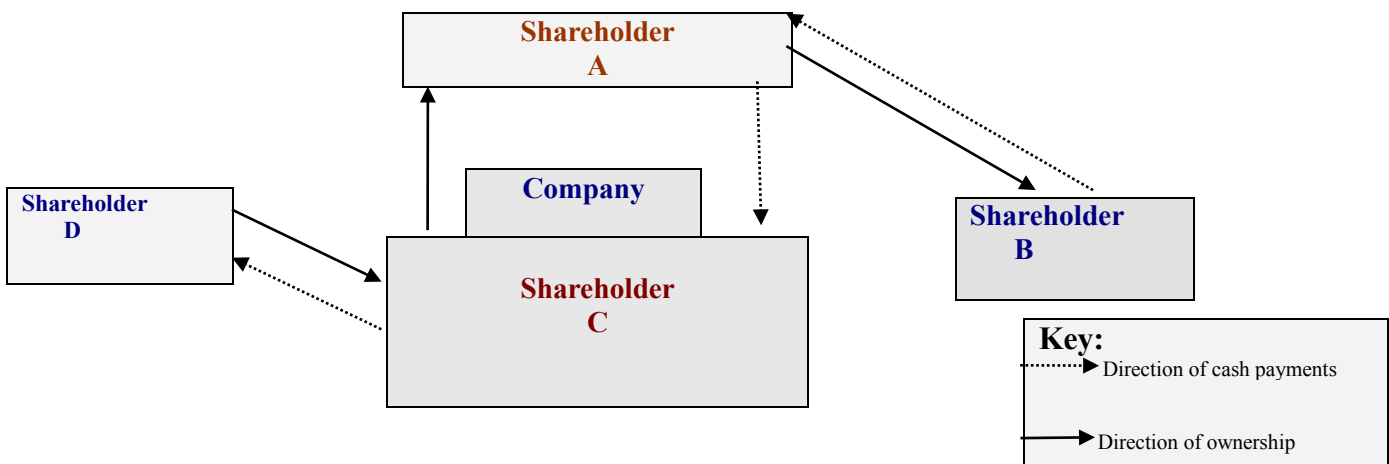 Shareholder
A
Company
Shareholder
D
Shareholder
B
Shareholder
C
Key:
Direction of cash payments
Direction of ownership